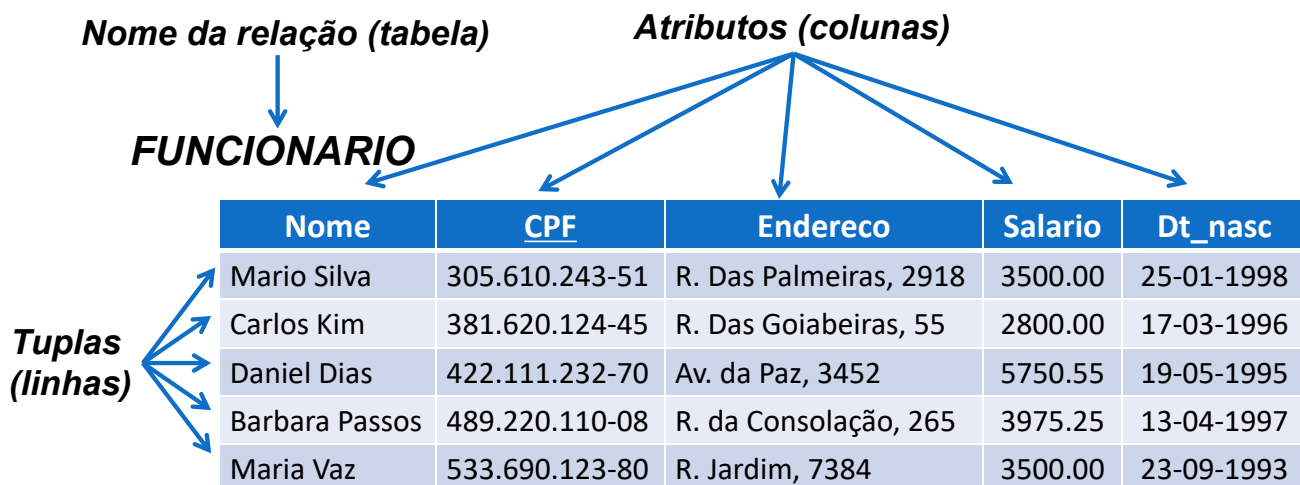 Nome da relação (tabela)
Atributos (colunas)
FUNCIONARIO
Nome CPF Endereco Salario Dt_nasc
Mario Silva 305.610.243-51 R. Das Palmeiras, 2918 3500.00 25-01-1998
Carlos Kim 381.620.124-45 R. Das Goiabeiras, 55 2800.00 17-03-1996
Daniel Dias 422.111.232-70 Av. da Paz, 3452 5750.55 19-05-1995
Barbara Passos 489.220.110-08 R. da Consolação, 265 3975.25 13-04-1997
Maria Vaz 533.690.123-80 R. Jardim, 7384 3500.00 23-09-1993
Tuplas
(linhas)